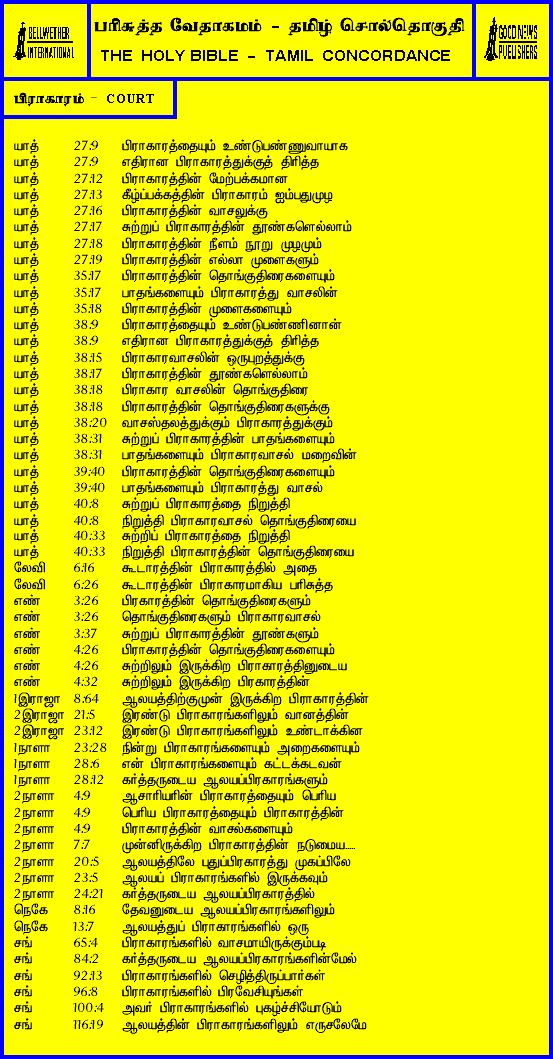 BELLWETHER
INTERNATIONAL
பரிசுத்த வேதாகமம் - தமிழ் சொல்தொகுதி
THE HOLY BIBLE - TAMIL CONCORDANCE
GOOD NEWS
PUBLISHERS
பிராகாரம் - COURT
யாத் 27:9 பிராகாரத்தையும் உண்டுபண்ணுவாயாக
யாத் 27:9 எதிரான பிராகாரத்துக்குத் திரித்த
யாத் 27:12 பிராகாரத்தின் மேற்பக்கமான
யாத் 27:13 கீழ்ப்பக்கத்தின் பிராகாரம் ஐம்பதுமுழ
யாத் 27:16 பிராகாரத்தின் வாசலுக்கு
யாத் 27:17 சுற்றுப் பிராகாரத்தின் தூண்களெல்லாம்
யாத் 27:18 பிராகாரத்தின் நீளம் நூறு முழமும்
யாத் 27:19 பிராகாரத்தின் எல்லா முளைகளும்
யாத் 35:17 பிராகாரத்தின் தொங்குதிரைகளையும்
யாத் 35:17 பாதங்களையும் பிராகாரத்து வாசலின்
யாத் 35:18 பிராகாரத்தின் முளைகளையும்
யாத் 38:9 பிராகாரத்தையும் உண்டுபண்ணினான்
யாத் 38:9 எதிரான பிராகாரத்துக்குத் திரித்த
யாத் 38:15 பிராகாரவாசலின் ஒருபுறத்துக்கு
யாத் 38:17 பிராகாரத்தின் தூண்களெல்லாம்
யாத் 38:18 பிராகார வாசலின் தொங்குதிரை
யாத் 38:18 பிராகாரத்தின் தொங்குதிரைகளுக்கு
யாத் 38:20 வாசஸ்தலத்துக்கும் பிராகாரத்துக்கும்
யாத் 38:31 சுற்றுப் பிராகாரத்தின் பாதங்களையும்
யாத் 38:31 பாதங்களையும் பிராகாரவாசல் மறைவின்
யாத் 39:40 பிராகாரத்தின் தொங்குதிரைகளையும்
யாத் 39:40 பாதங்களையும் பிராகாரத்து வாசல்
யாத் 40:8 சுற்றுப் பிராகாரத்தை நிறுத்தி
யாத் 40:8 நிறுத்தி பிராகாரவாசல் தொங்குதிரையை
யாத் 40:33 சுற்றிப் பிராகாரத்தை நிறுத்தி
யாத் 40:33 நிறுத்தி பிராகாரத்தின் தொங்குதிரையை
லேவி 6:16 கூடாரத்தின் பிராகாரத்தில் அதை
லேவி 6:26 கூடாரத்தின் பிராகாரமாகிய பரிசுத்த
எண் 3:26 பிரகாரத்தின் தொங்குதிரைகளும்
எண் 3:26 தொங்குதிரைகளும் பிராகாரவாசல்
எண் 3:37 சுற்றுப் பிராகாரத்தின் தூண்களும்
எண் 4:26 பிராகாரத்தின் தொங்குதிரைகளையும்
எண் 4:26 சுற்றிலும் இருக்கிற பிராகாரத்தினுடைய
எண் 4:32 சுற்றிலும் இருக்கிற பிரகாரத்தின்
1இராஜா 8:64 ஆலயத்திற்குமுன் இருக்கிற பிராகாரத்தின்
2இராஜா 21:5 இரண்டு பிராகாரங்களிலும் வானத்தின்
2இராஜா 23:12 இரண்டு பிராகாரங்களிலும் உண்டாக்கின
1நாளா 23:28 நின்று பிராகாரங்களையும் அறைகளையும்
1நாளா 28:6 என் பிராகாரங்களையும் கட்டக்கடவன்
1நாளா 28:12 கர்த்தருடைய ஆலயப்பிரகாரங்களும்
2நாளா 4:9 ஆசாரியரின் பிராகாரத்தையும் பெரிய
2நாளா 4:9 பெரிய பிராகாரத்தையும் பிராகாரத்தின்
2நாளா 4:9 பிராகாரத்தின் வாசல்களையும்
2நாளா 7:7 முன்னிருக்கிற பிராகாரத்தின் நடுமைய.....
2நாளா 20:5 ஆலயத்திலே புதுப்பிரகாரத்து முகப்பிலே
2நாளா 23:5 ஆலயப் பிராகாரங்களில் இருக்கவும்
2நாளா 24:21 கர்த்தருடைய ஆலயப்பிரகாரத்தில்
நெகே 8:16 தேவனுடைய ஆலயப்பிரகாரங்களிலும்
நெகே 13:7 ஆலயத்துப் பிராகாரங்களில் ஒரு
சங் 65:4 பிராகாரங்களில் வாசமாயிருக்கும்படி
சங் 84:2 கர்த்தருடைய ஆலயப்பிரகாரங்களின்மேல்
சங் 92:13 பிராகாரங்களில் செழித்திருப்பார்கள்
சங் 96:8 பிராகாரங்களில் பிரவேசியுங்கள்
சங் 100:4 அவர் பிராகாரங்களில் புகழ்ச்சியோடும்
சங் 116:19 ஆலயத்தின் பிராகாரங்களிலும் எருசலேமே